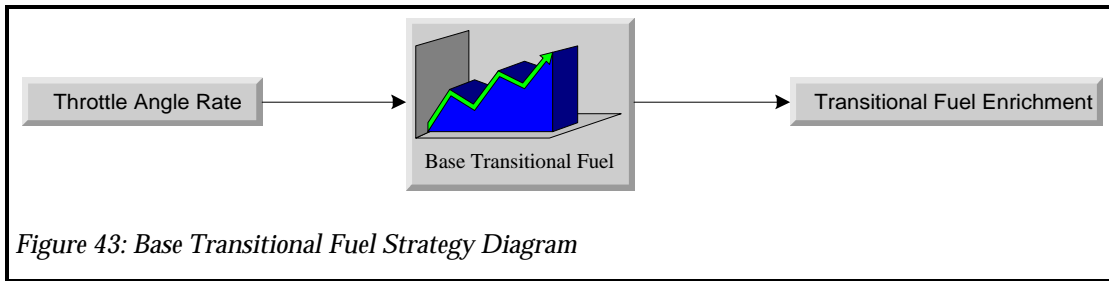 Throttle Angle Rate
Base Transitional Fuel
Transitional Fuel Enrichment
Figure 43: Base Transitional Fuel Strategy Diagram